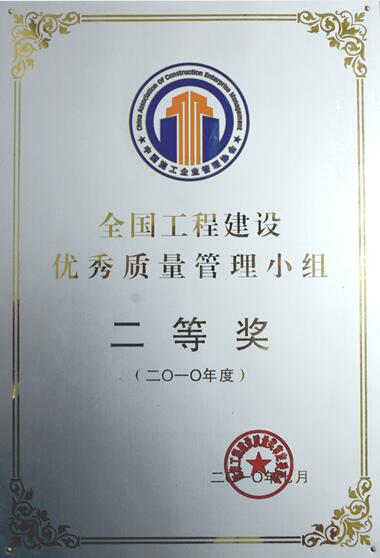 China Association Of Construction Enterprise Management
中国施工企业管理协会
全国工程建设
优秀质量管理小组
二等奖
（二〇一〇年度）
二〇一〇年七月